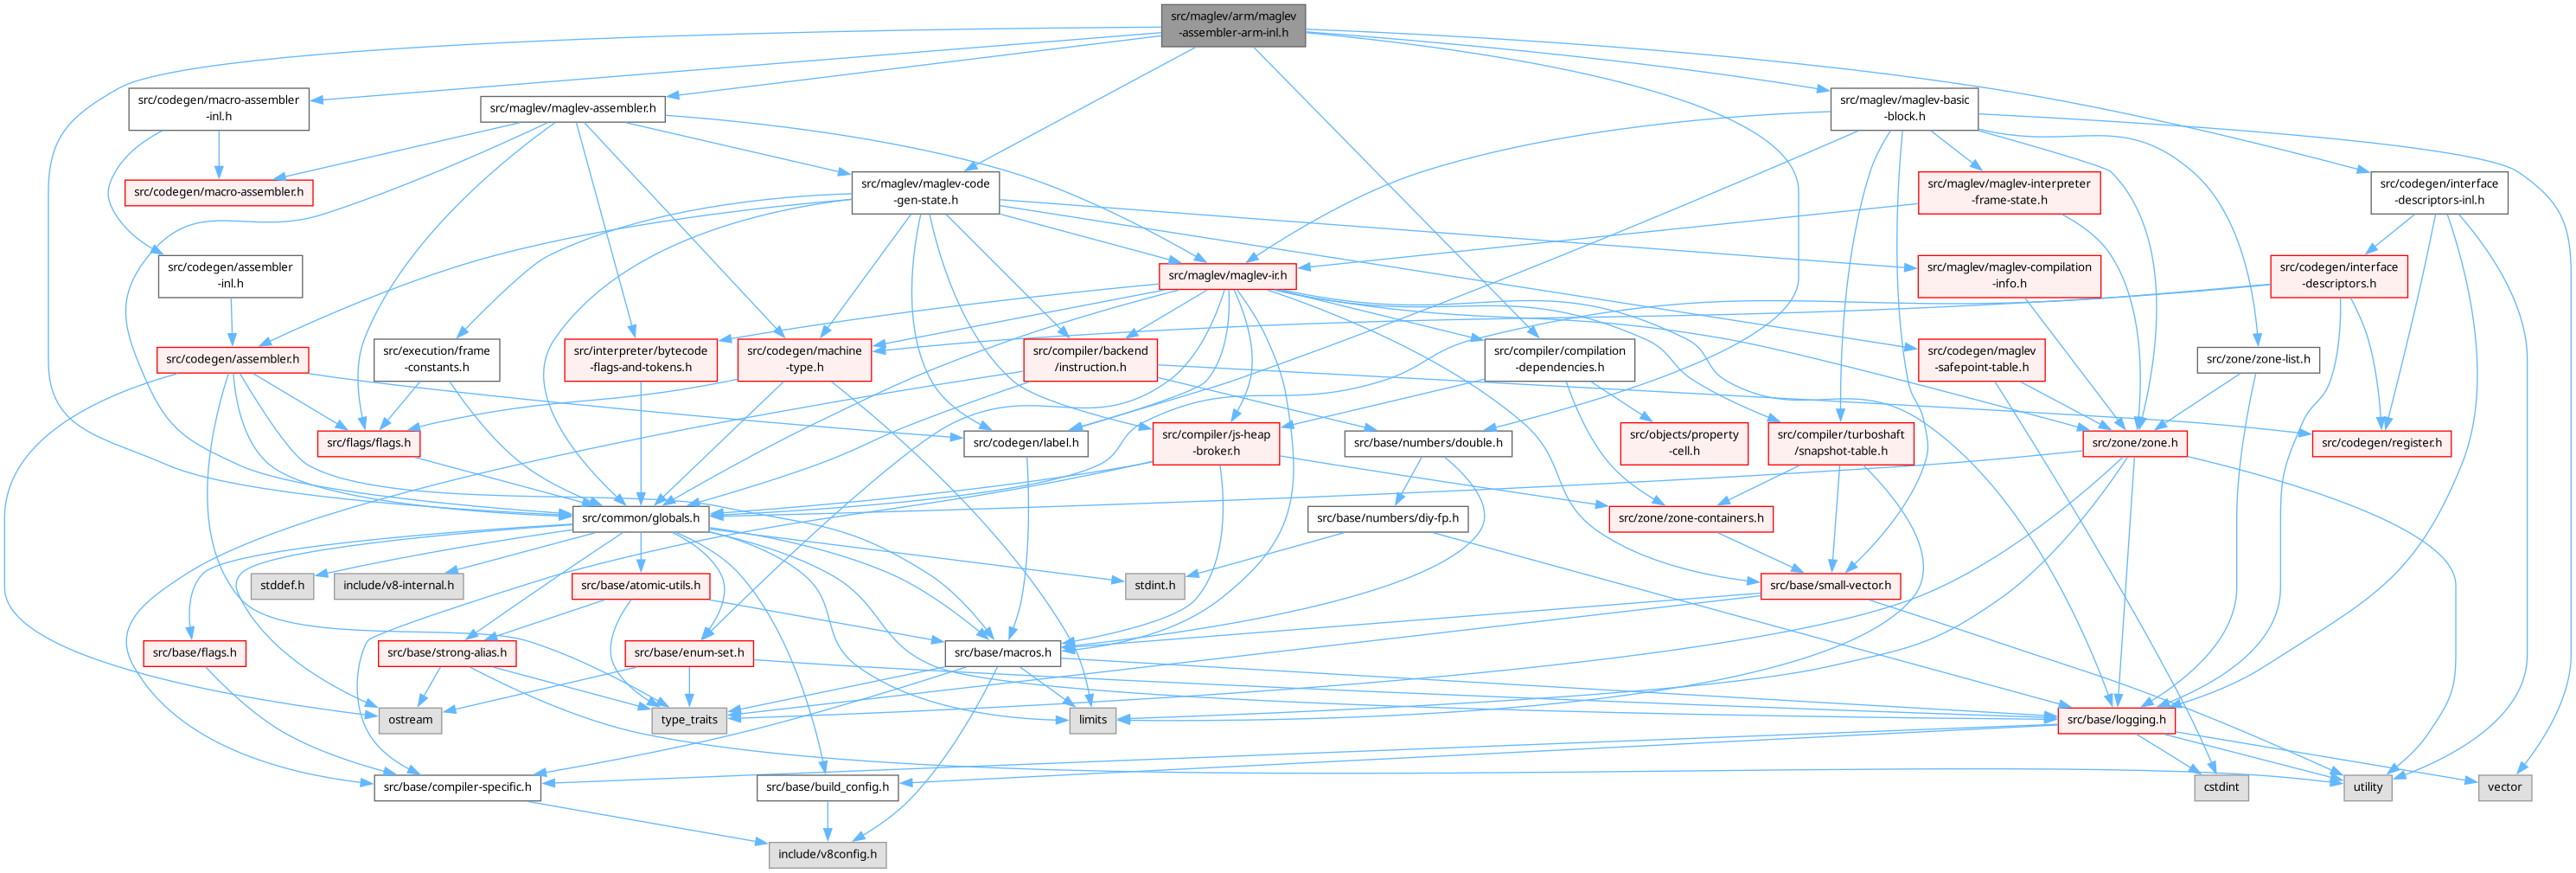 src/maglev/arm/maglev
-assembler-arm-inl.h
src/codegen/macro-assembler
-inl.h
src/maglev/maglev-assembler.h
src/maglev/maglev-basic
-block.h
src/codegen/macro-assembler.h
src/maglev/maglev-code
-gen-state.h
src/maglev/maglev-interpreter
-frame-state.h
src/codegen/interface
-descriptors-inl.h
src/codegen/assembler
-inl.h
src/maglev/maglev-ir.h
src/maglev/maglev-compilation
-info.h
src/codegen/interface
-descriptors.h
src/codegen/assembler.h
src/execution/frame
-constants.h
src/interpreter/bytecode
-flags-and-tokens.h
src/codegen/machine
-type.h
src/compiler/backend
/instruction.h
src/compiler/compilation
-dependencies.h
src/codegen/maglev
-safepoint-table.h
src/zone/zone-list.h
src/flags/flags.h
src/codegen/label.h
src/compiler/js-heap
-broker.h
src/base/numbers/double.h
src/objects/property
-cell.h
src/compiler/turboshaft
/snapshot-table.h
src/zone/zone.h
src/codegen/register.h
src/common/globals.h
src/base/numbers/diy-fp.h
src/zone/zone-containers.h
stddef.h
include/v8-internal.h
src/base/atomic-utils.h
stdint.h
src/base/small-vector.h
src/base/flags.h
src/base/strong-alias.h
src/base/enum-set.h
src/base/macros.h
ostream
type_traits
limits
src/base/logging.h
src/base/compiler-specific.h
src/base/build_config.h
cstdint
utility
vector
include/v8config.h